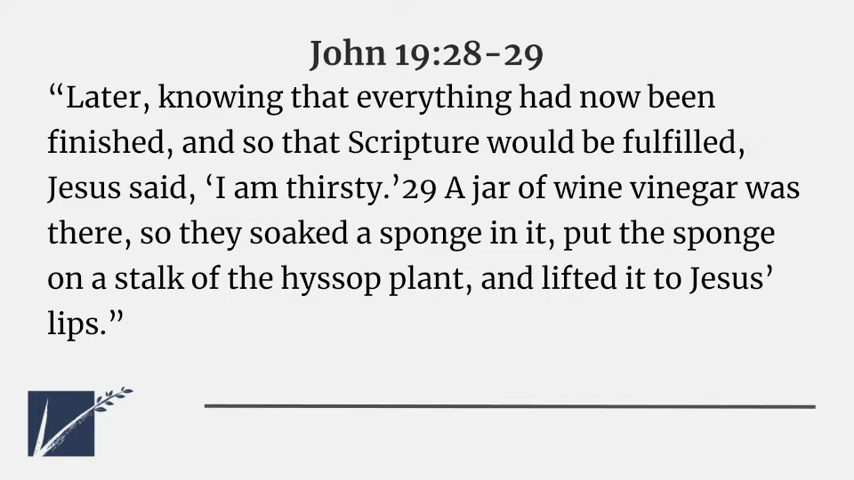 John 19:28-29
“Later, knowing that everything had now been
finished, and so that Scripture would be fulfilled,
Jesus said, ‘I am thirsty.’29 A jar of wine vinegar was
there, so they soaked a sponge in it, put the sponge
on a stalk of the hyssop plant, and lifted it to Jesus’
lips.”